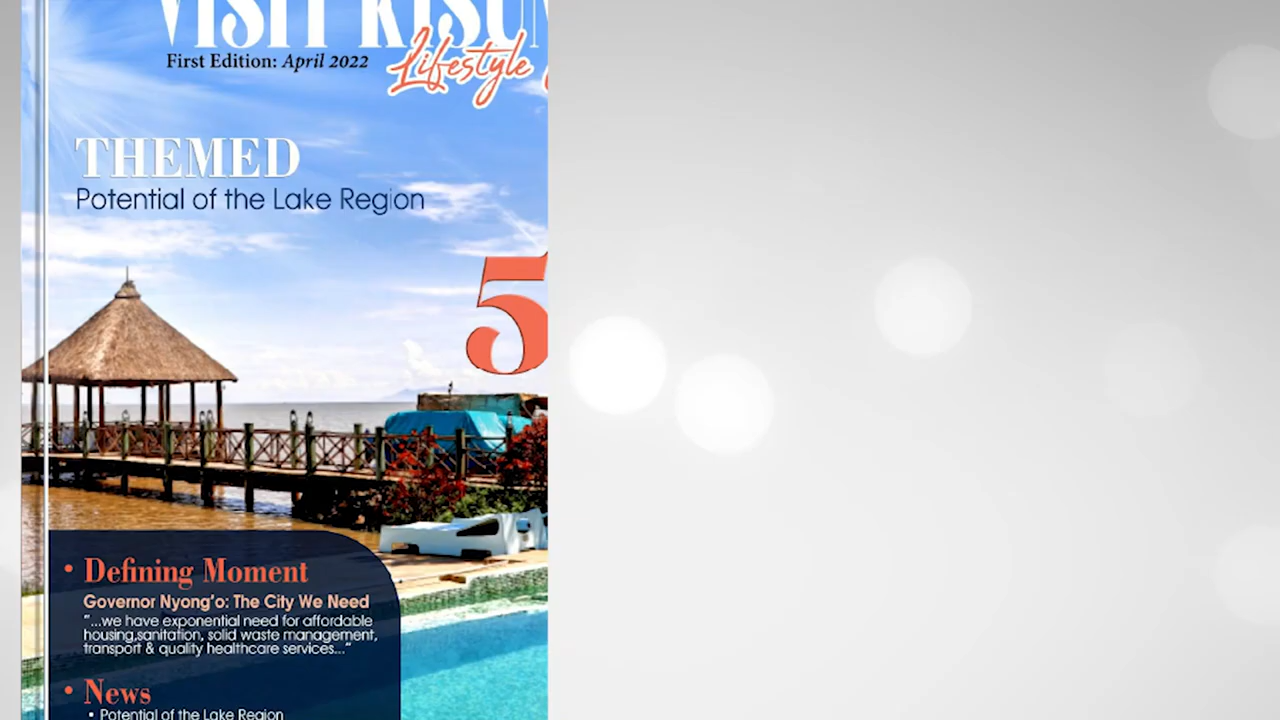 VISIT KISU
First Edition: April 2022
Lifestyle
THEMED
Potential of the Lake Region
5
• Defining Moment
Governor Nyong’o: The City We Need
“...we have exponential need for affordable
housing,sanitation, solid waste management,
transport & quality healthcare services...”
• News
• Potential of the Lake Region